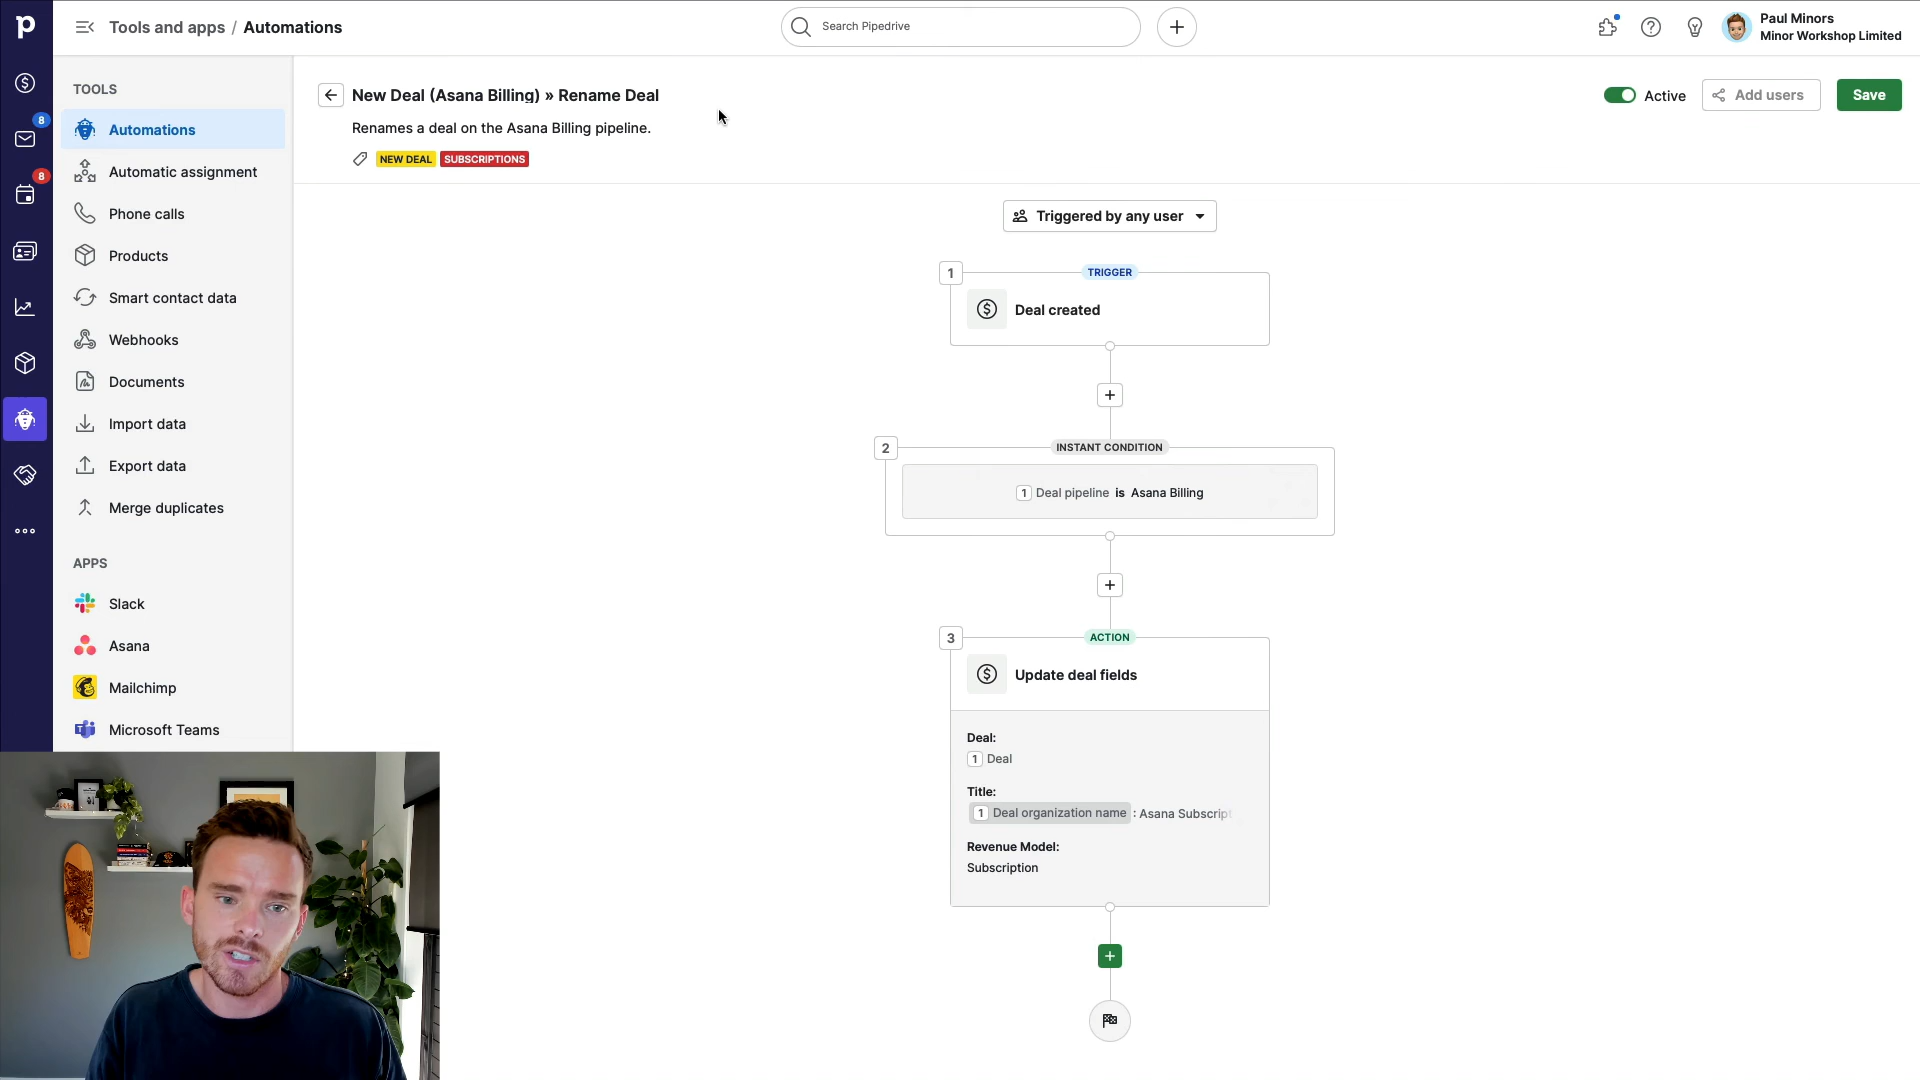 Tools and apps / Automations
Search Pipedrive
Paul Minors
Minor Workshop Limited
8
8
TOOLS
Automations
Automatic assignment
Phone calls
Products
Smart contact data
Webhooks
Documents
Import data
Export data
Merge duplicates
APPS
Slack
Asana
Mailchimp
Microsoft Teams
New Deal (Asana Billing) » Rename Deal
Renames a deal on the Asana Billing pipeline.
NEW DEAL SUBSCRIPTIONS
Active
Add users
Save
Triggered by any user
1 TRIGGER
Deal created
2 INSTANT CONDITION
1 Deal pipeline is Asana Billing
3 ACTION
Update deal fields
Deal:
1 Deal
Title:
1 Deal organization name : Asana Subscript
Revenue Model:
Subscription